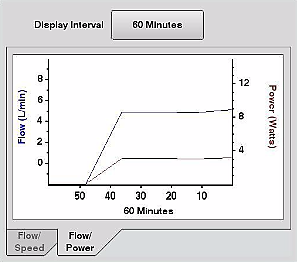 Display Interval 60 Minutes
Flow (L/min)
8
6
4
2
0
Power (Watts)
12
8
4
50 40 30 20 10
60 Minutes
Flow/
Speed
Flow/
Power